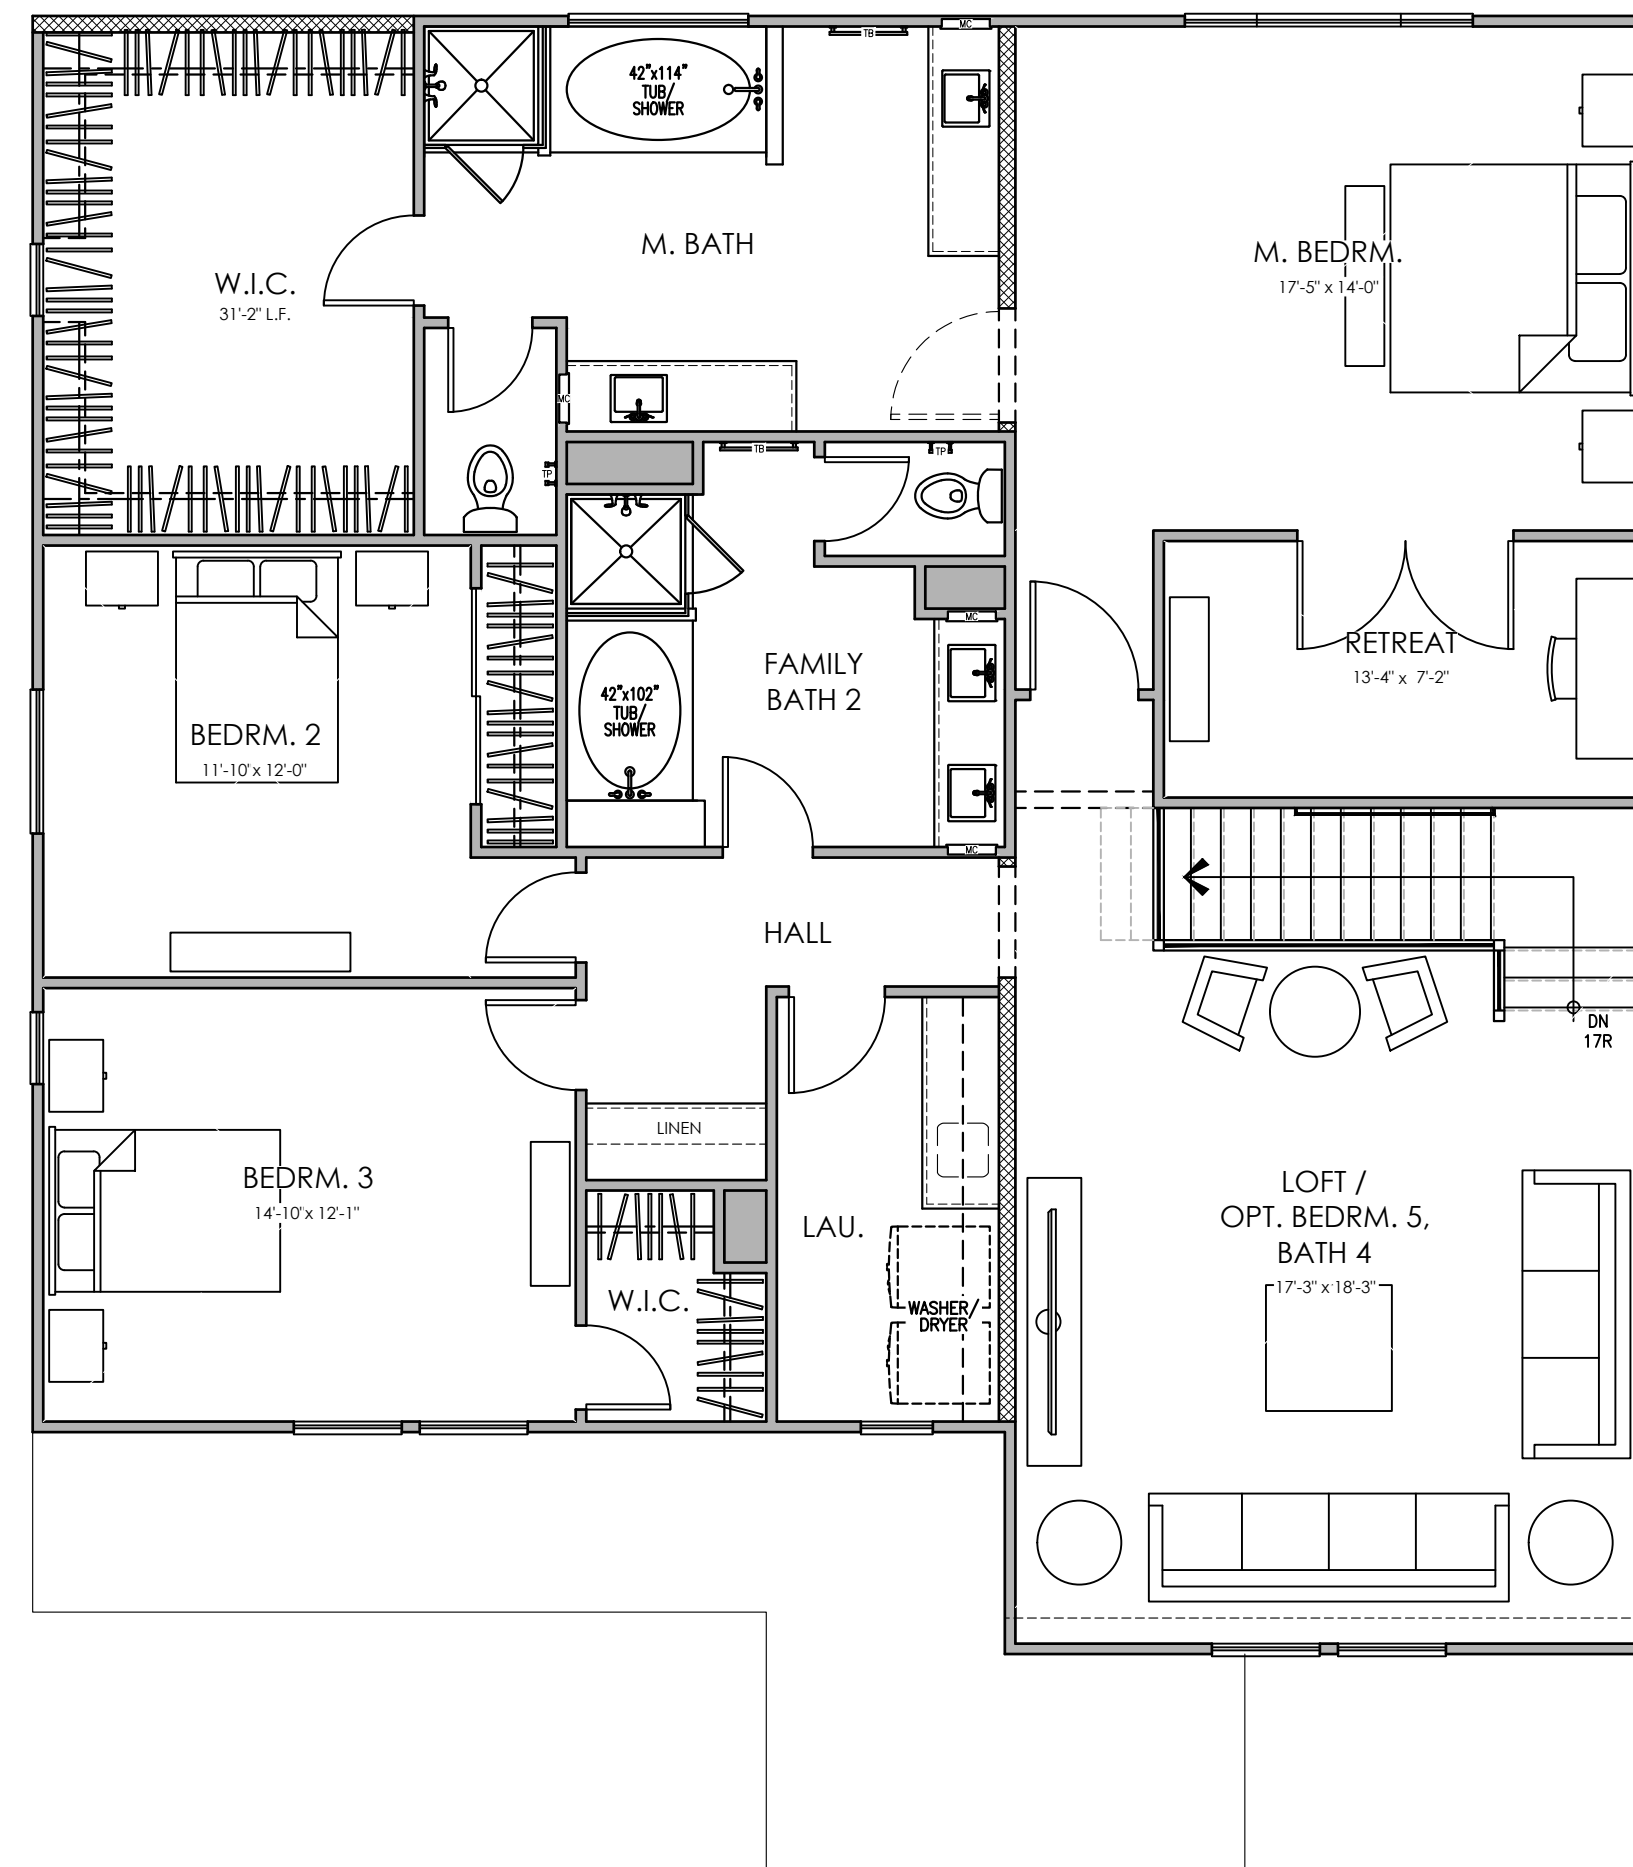 MC
TB
42"x114"
TUB/
SHOWER
M. BATH
M. BEDRM.
17'-5" x 14'-0"
W.I.C.
31'-2" L.F.
MC
TB
TP
TP
MC
FAMILY
BATH 2
RETREAT
13'-4" x 7'-2"
42"x102"
TUB/
SHOWER
BEDRM. 2
11'-10" x 12'-0"
MC
HALL
DN
17R
LINEN
BEDRM. 3
14'-10" x 12'-1"
LAU.
LOFT /
OPT. BEDRM. 5,
BATH 4
17'-3" x 18'-3"
W.I.C.
WASHER/
DRYER